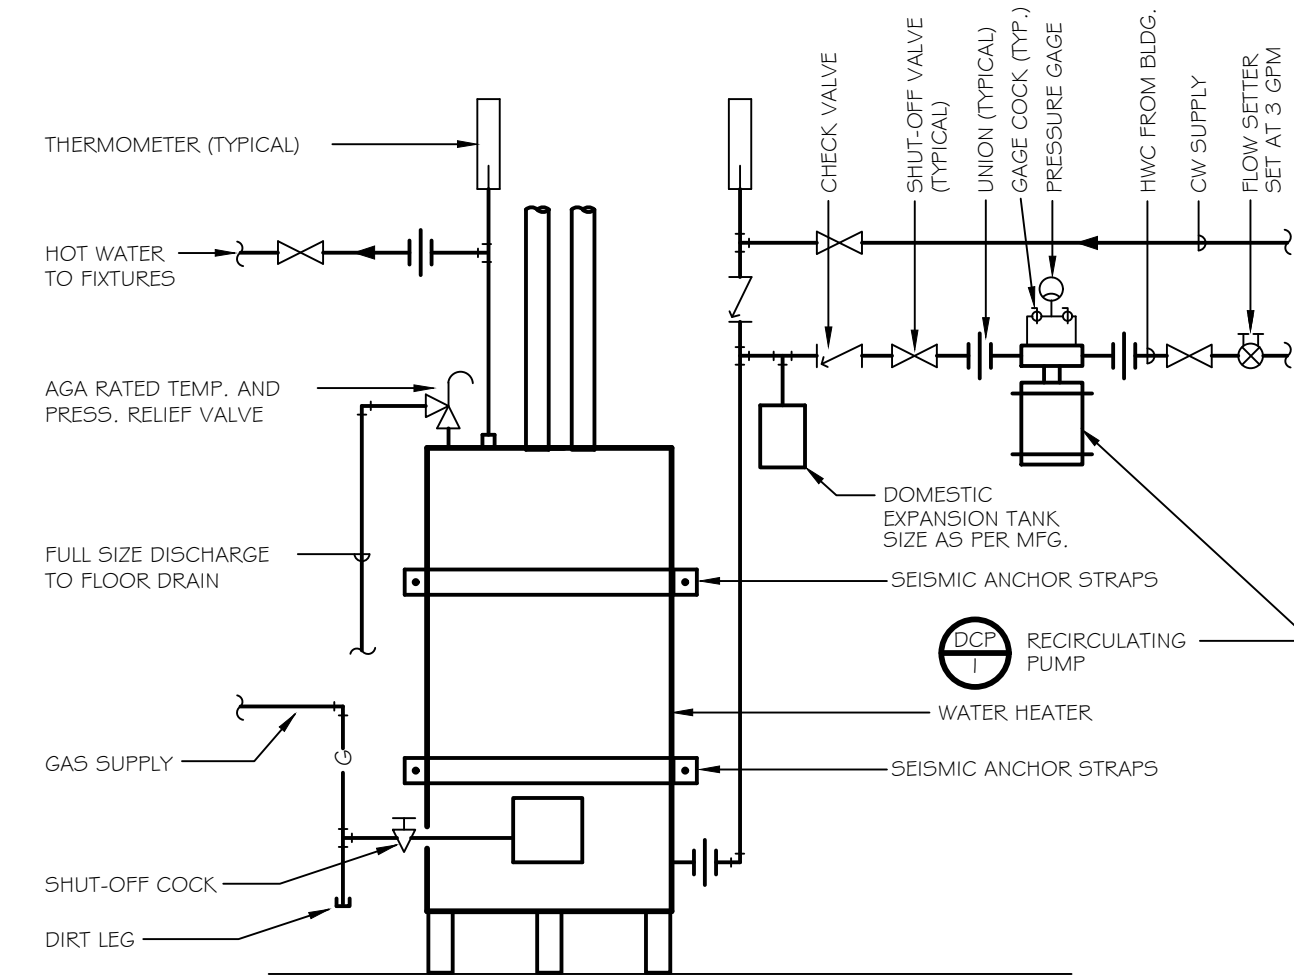 CHECK VALVE
SHUT-OFF VALVE
(TYPICAL)
UNION (TYPICAL)
GAGE COCK (TYP.)
PRESSURE GAGE
HWC FROM BLDG.
CW SUPPLY
FLOW SETTER
SET AT 3 GPM
THERMOMETER (TYPICAL)
HOT WATER
TO FIXTURES
AGA RATED TEMP. AND
PRESS. RELIEF VALVE
DOMESTIC
EXPANSION TANK
SIZE AS PER MFG.
FULL SIZE DISCHARGE
TO FLOOR DRAIN
SEISMIC ANCHOR STRAPS
DCP
1
RECIRCULATING
PUMP
WATER HEATER
GAS SUPPLY
G
SEISMIC ANCHOR STRAPS
SHUT-OFF COCK
DIRT LEG